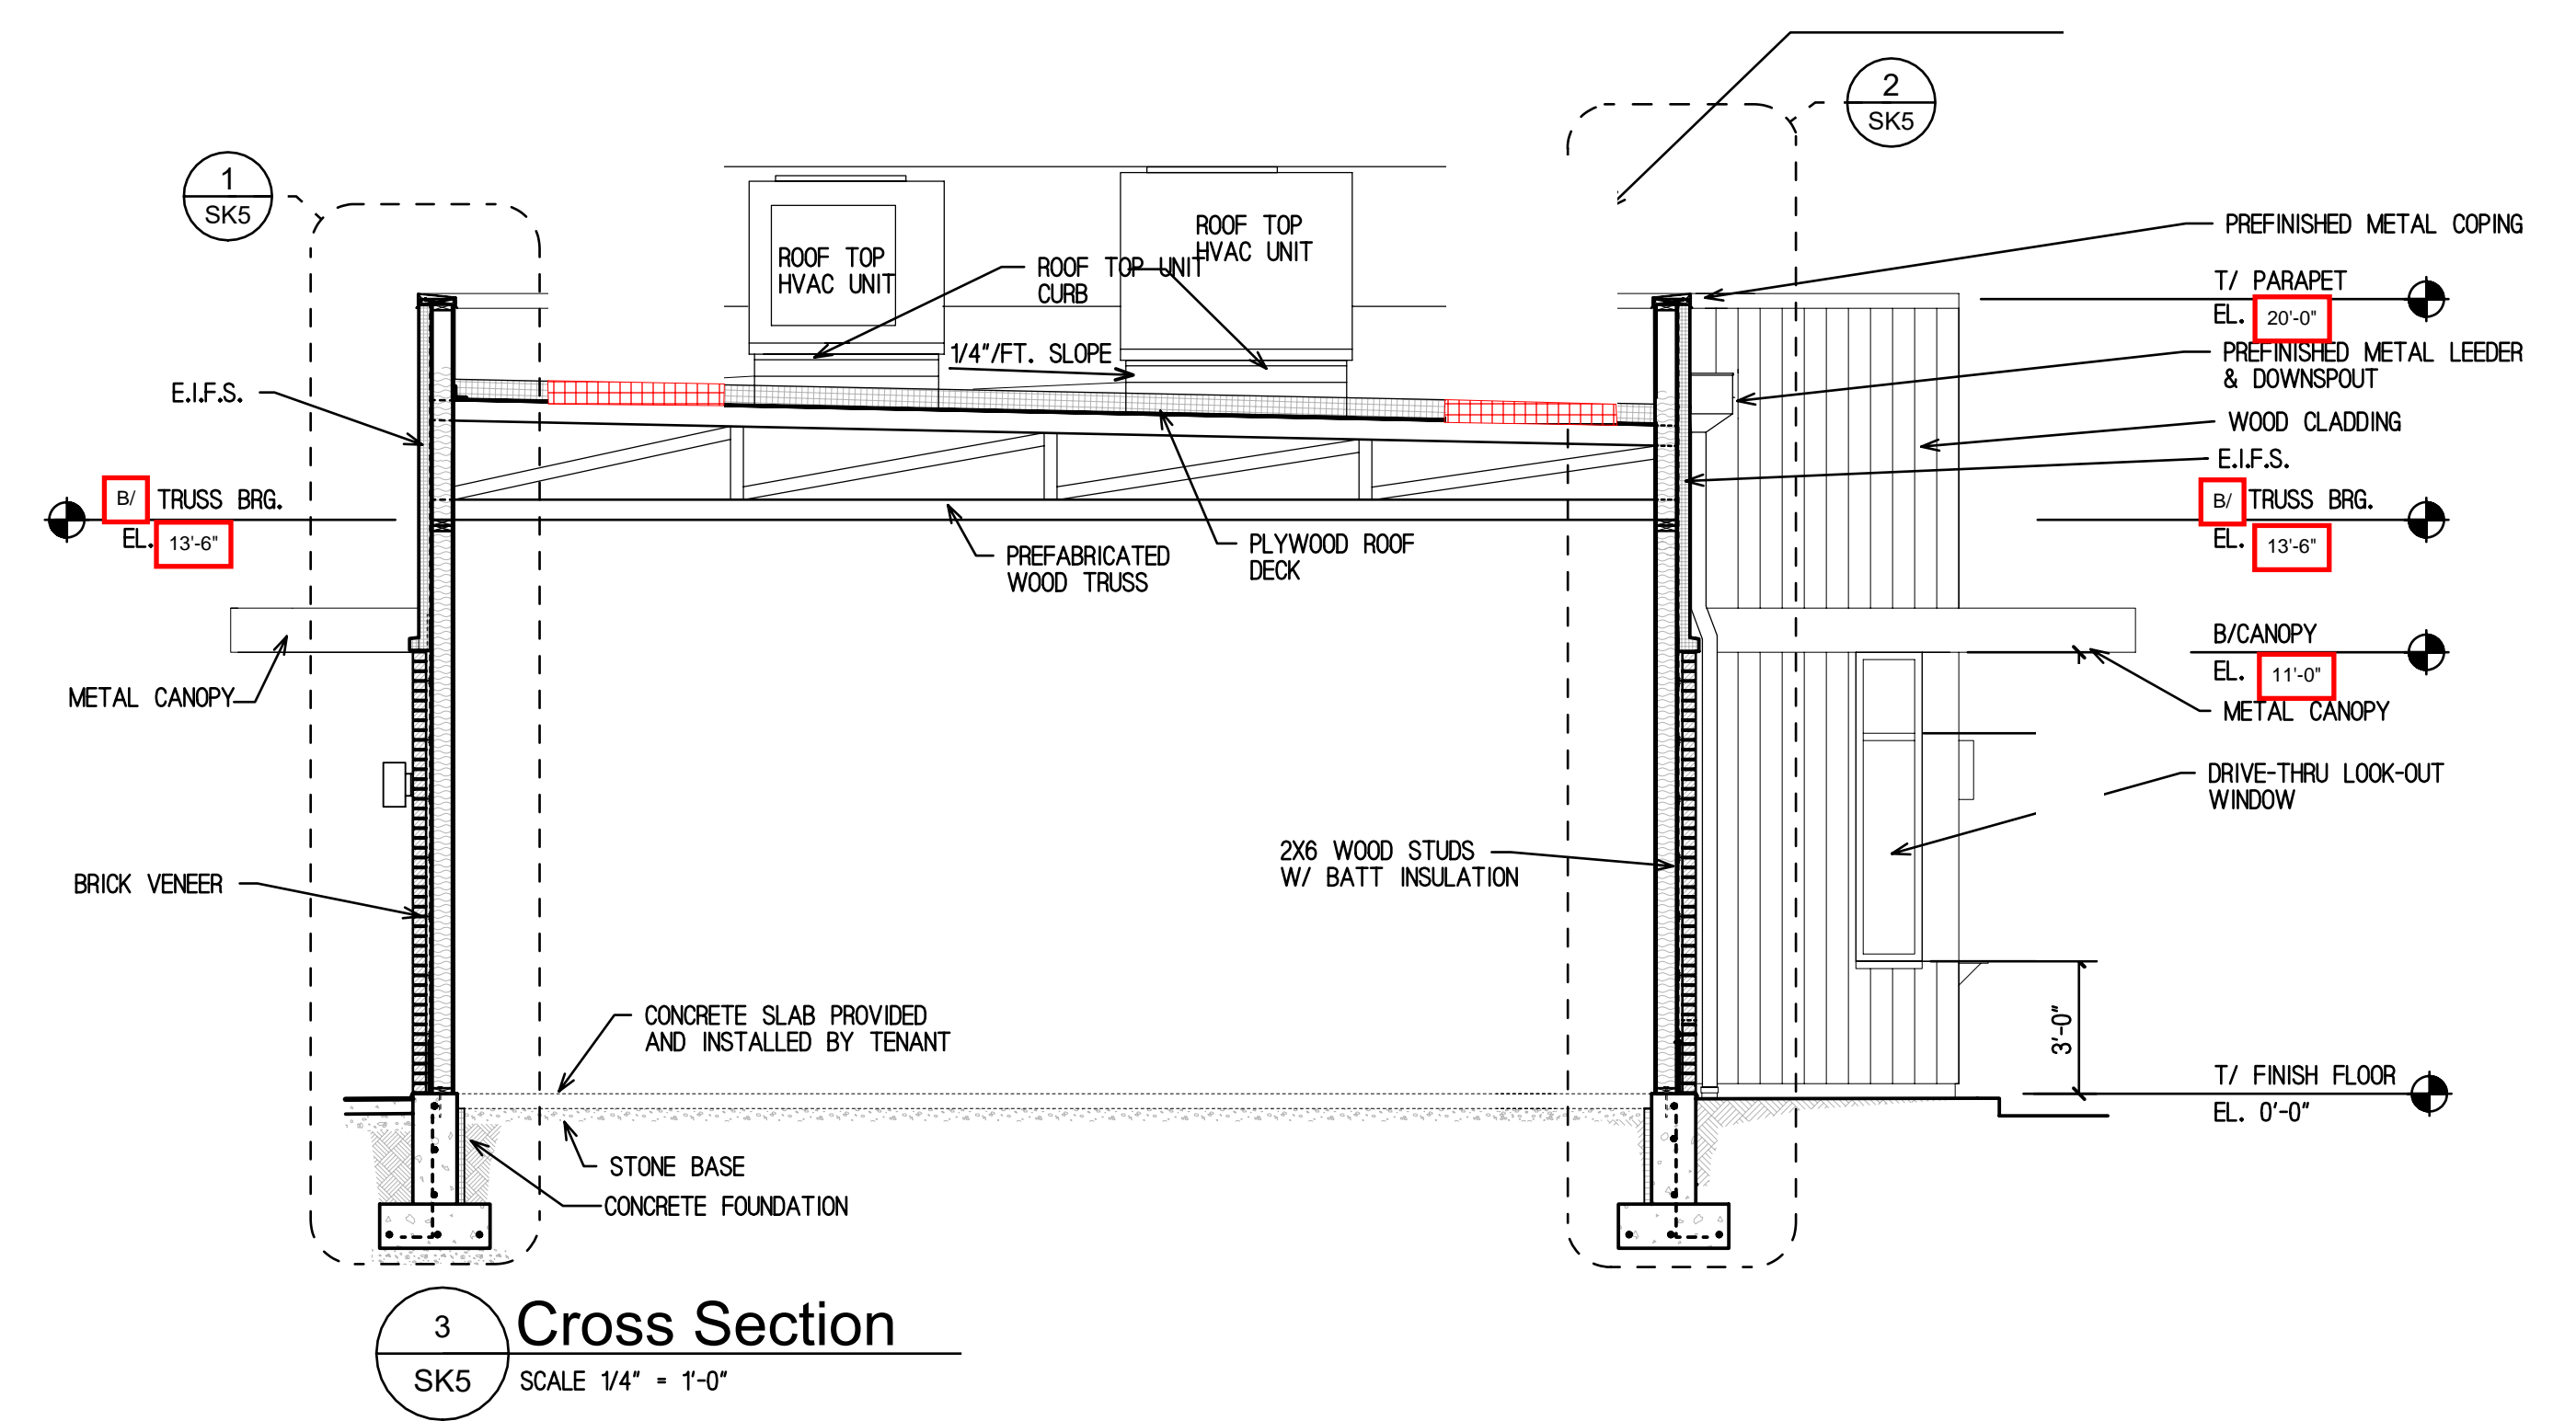 2
SK5
1
SK5
ROOF TOP
HVAC UNIT
ROOF TOP
HVAC UNIT
ROOF TOP UNIT
CURB
1/4"/FT. SLOPE
PREFINISHED METAL COPING
T/ PARAPET
EL. 20'-0"
PREFINISHED METAL LEEDER
& DOWNSPOUT
WOOD CLADDING
E.I.F.S.
E.I.F.S.
B/ TRUSS BRG.
EL. 13'-6"
B/ TRUSS BRG.
EL. 13'-6"
PREFABRICATED
WOOD TRUSS
PLYWOOD ROOF
DECK
B/CANOPY
EL. 11'-0"
METAL CANOPY
METAL CANOPY
DRIVE-THRU LOOK-OUT
WINDOW
BRICK VENEER
2X6 WOOD STUDS
W/ BATT INSULATION
CONCRETE SLAB PROVIDED
AND INSTALLED BY TENANT
3'-0"
T/ FINISH FLOOR
EL. 0'-0"
STONE BASE
CONCRETE FOUNDATION
3
SK5
Cross Section
SCALE 1/4" = 1'-0"